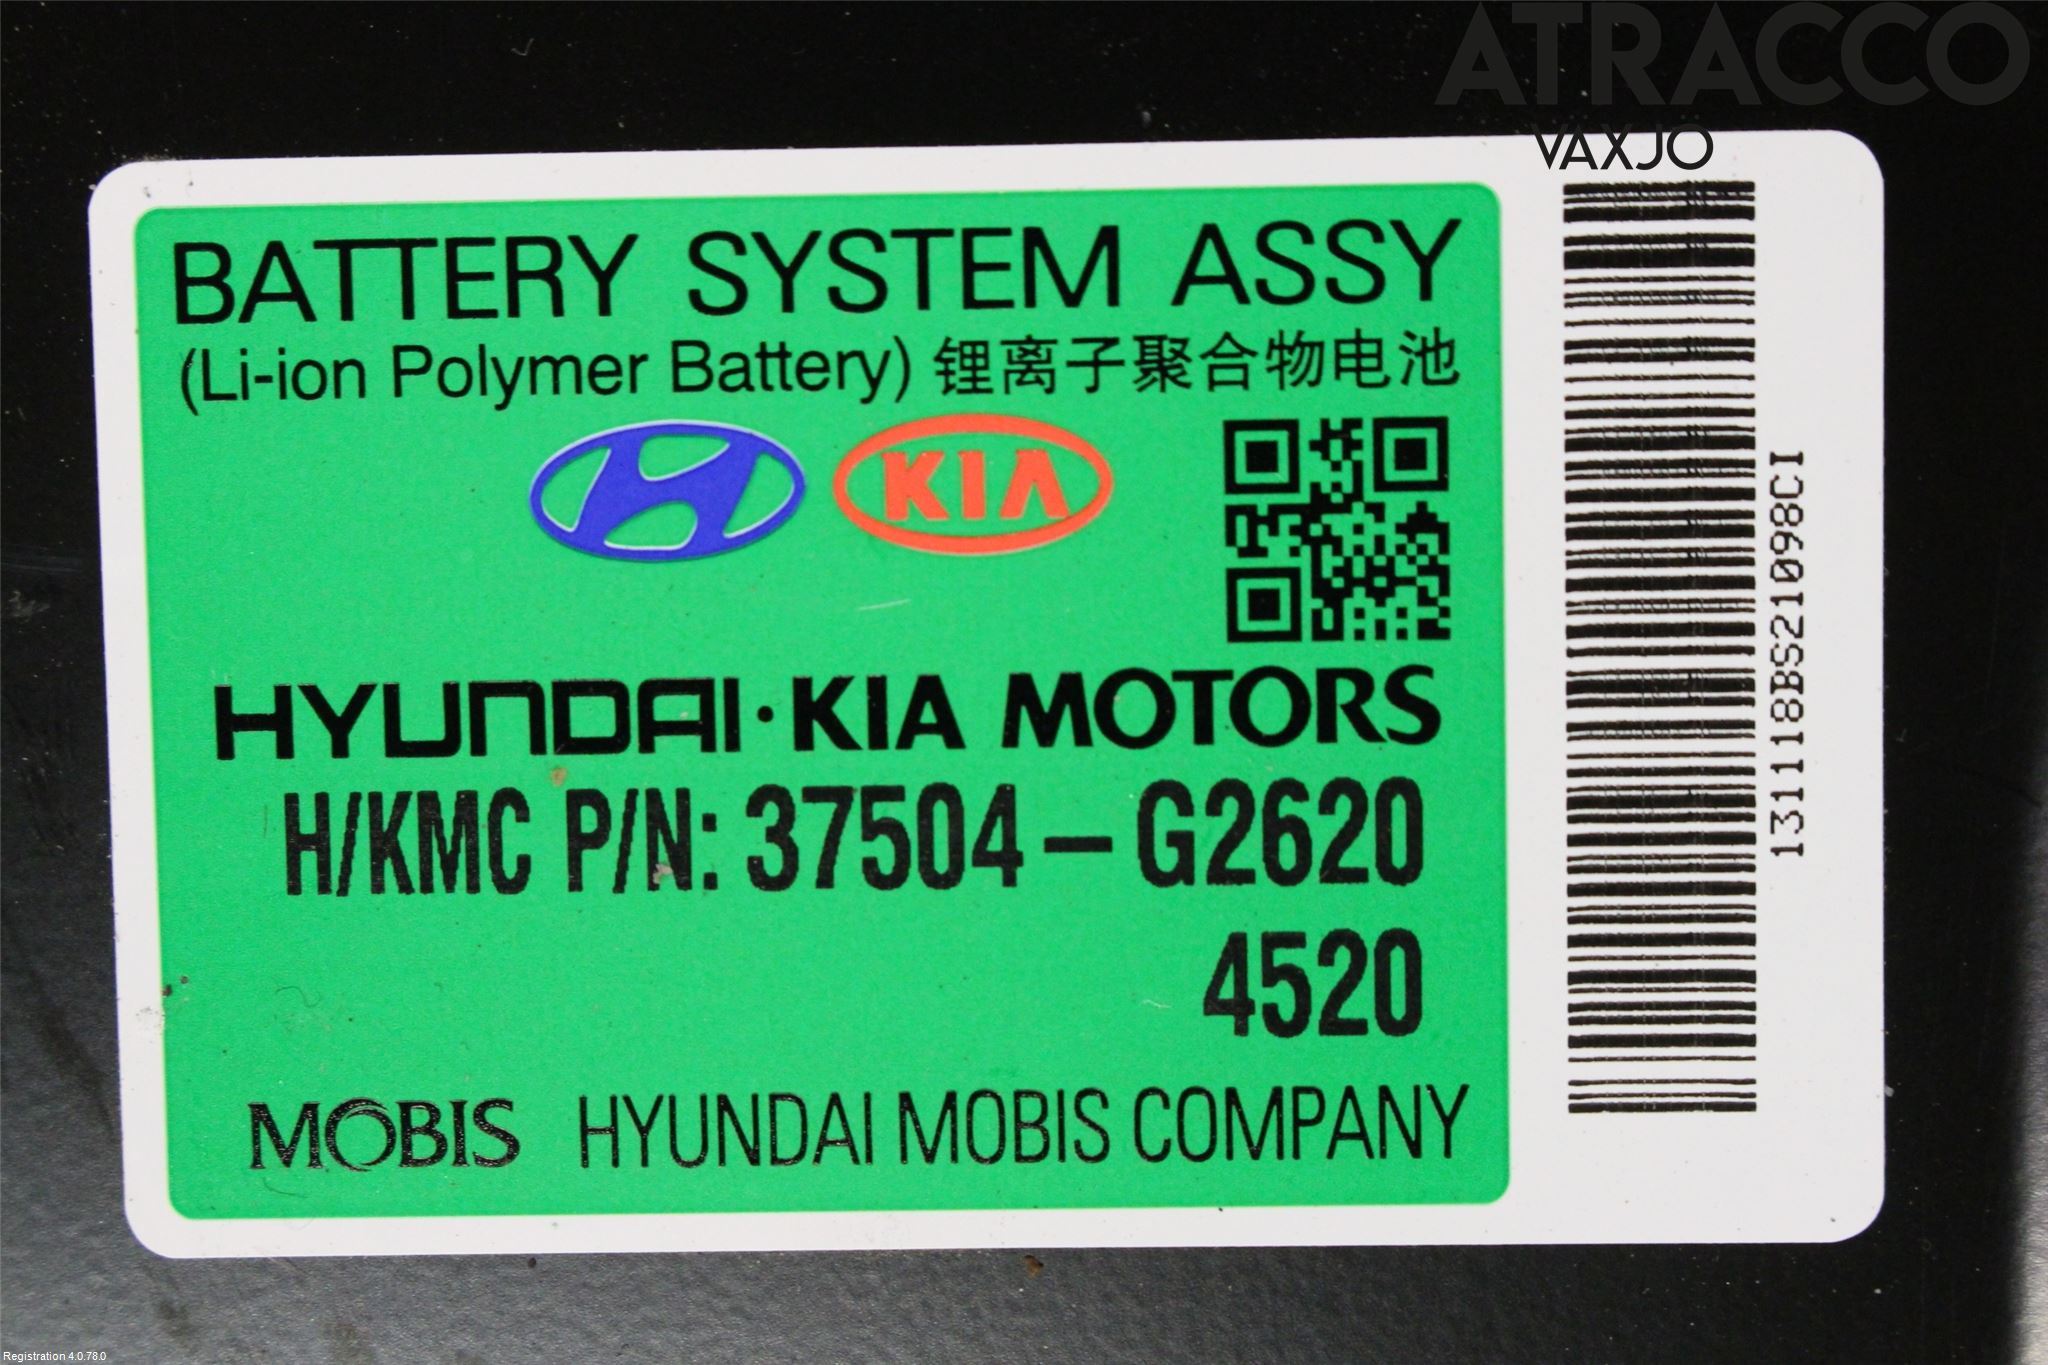 ATRACCO
VÄXJÖ
BATTERY SYSTEM ASSY
(Li-ion Polymer Battery) 锂离子聚合物电池
KIA
HYUNDAI·KIA MOTORS
H/KMC P/N: 37504-G2620
4520
MOBIS HYUNDAI MOBIS COMPANY
131118BS21098CI
Registration 4.0.78.0